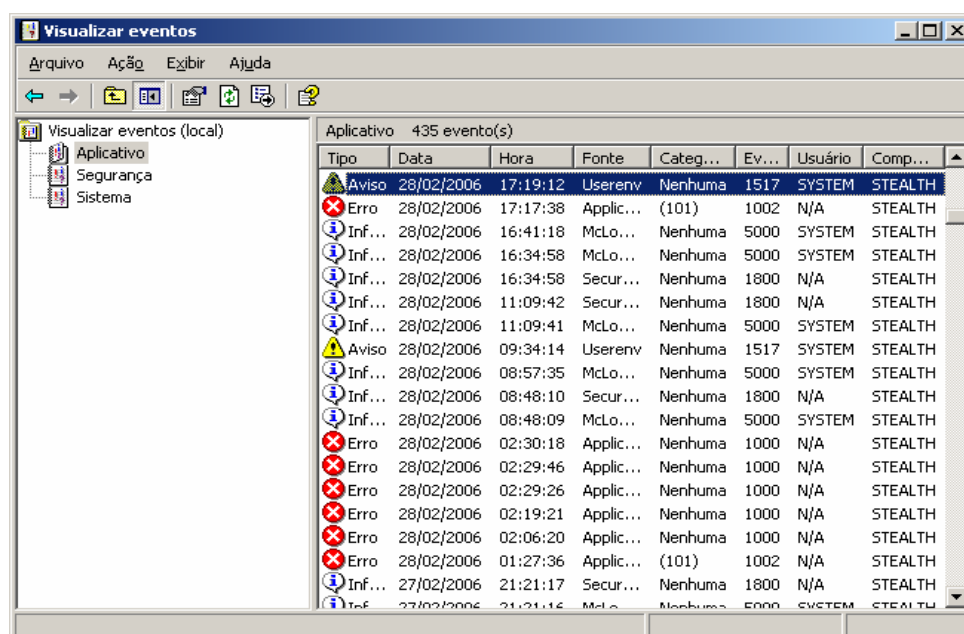 Visualizar eventos
Arquivo Ação Exibir Ajuda
Visualizar eventos (local)
Aplicativo
Segurança
Sistema
Aplicativo 435 evento(s)
Tipo Data Hora Fonte Categ... Ev... Usuário Comp...
Aviso 28/02/2006 17:19:12 Userenv Nenhuma 1517 SYSTEM STEALTH
Erro 28/02/2006 17:17:38 Applic... (101) 1002 N/A STEALTH
Inf... 28/02/2006 16:41:18 McLo... Nenhuma 5000 SYSTEM STEALTH
Inf... 28/02/2006 16:34:58 McLo... Nenhuma 5000 SYSTEM STEALTH
Inf... 28/02/2006 16:34:58 Secur... Nenhuma 1800 N/A STEALTH
Inf... 28/02/2006 11:09:42 Secur... Nenhuma 1800 N/A STEALTH
Inf... 28/02/2006 11:09:41 McLo... Nenhuma 5000 SYSTEM STEALTH
Aviso 28/02/2006 09:34:14 Userenv Nenhuma 1517 SYSTEM STEALTH
Inf... 28/02/2006 08:57:35 McLo... Nenhuma 5000 SYSTEM STEALTH
Inf... 28/02/2006 08:48:10 Secur... Nenhuma 1800 N/A STEALTH
Inf... 28/02/2006 08:48:09 McLo... Nenhuma 5000 SYSTEM STEALTH
Erro 28/02/2006 02:30:18 Applic... Nenhuma 1000 N/A STEALTH
Erro 28/02/2006 02:29:46 Applic... Nenhuma 1000 N/A STEALTH
Erro 28/02/2006 02:29:26 Applic... Nenhuma 1000 N/A STEALTH
Erro 28/02/2006 02:19:21 Applic... Nenhuma 1000 N/A STEALTH
Erro 28/02/2006 02:06:20 Applic... Nenhuma 1000 N/A STEALTH
Erro 28/02/2006 01:27:36 Applic... (101) 1002 N/A STEALTH
Inf... 27/02/2006 21:21:17 Secur... Nenhuma 1800 N/A STEALTH
Inf... 27/02/2006 21:21:16 McLo... Nenhuma 5000 SYSTEM STEALTH